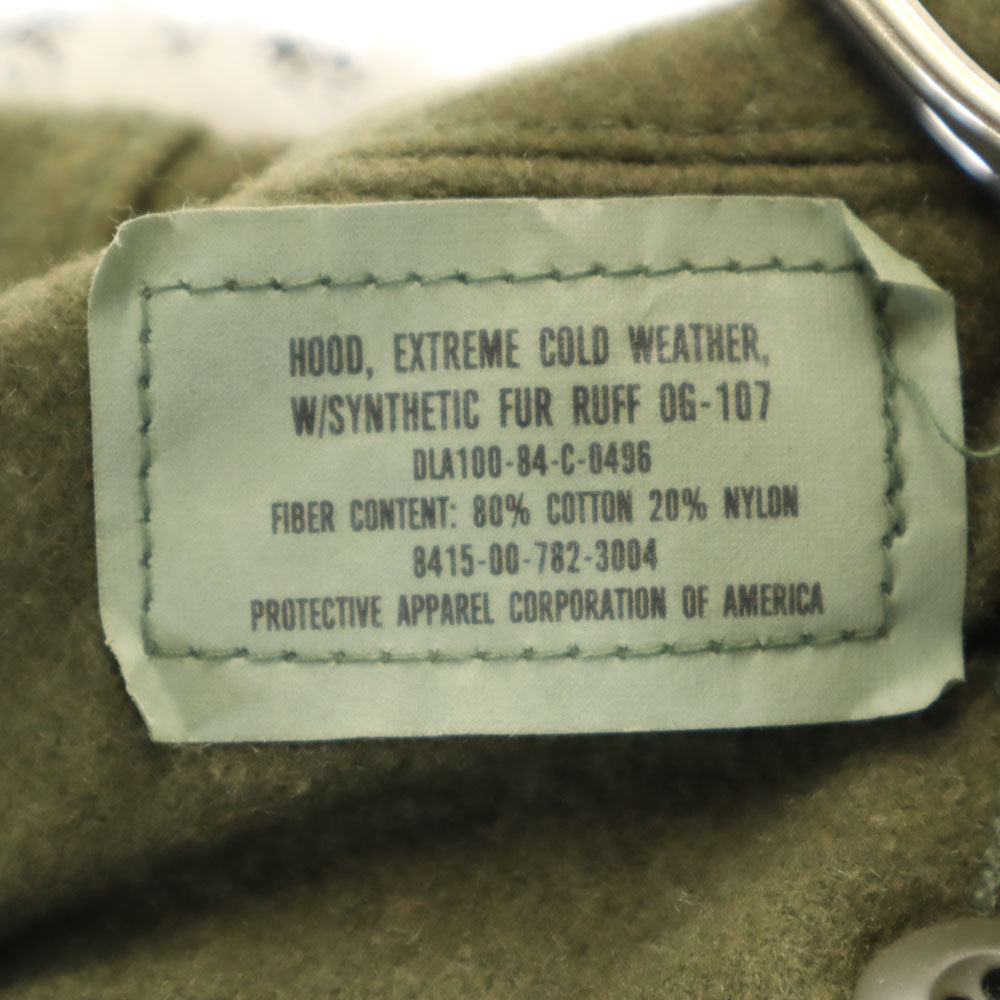 HOOD, EXTREME COLD WEATHER,
W/SYNTHETIC FUR RUFF OG-107
DLA100-84-C-0496
FIBER CONTENT: 80% COTTON 20% NYLON
8415-00-782-3004
PROTECTIVE APPAREL CORPORATION OF AMERICA